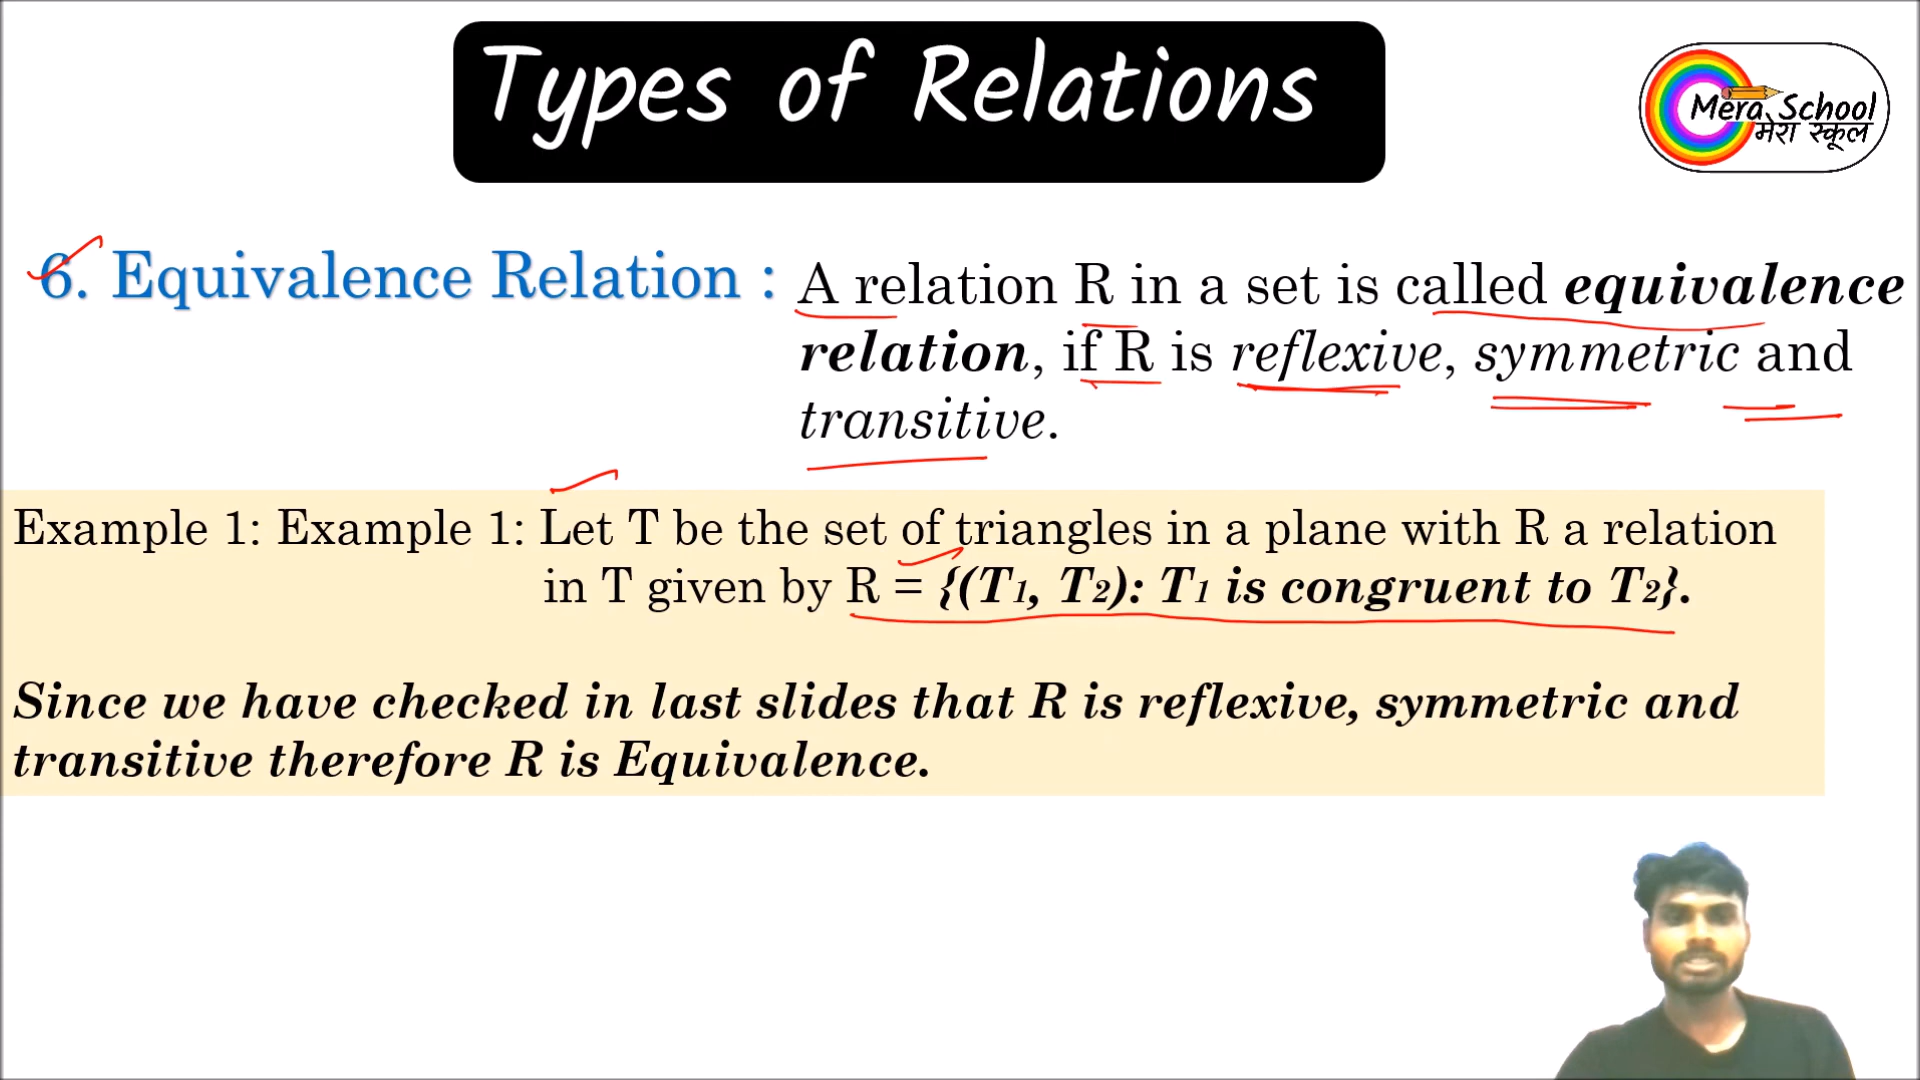 Types of Relations
Mera School
मेरा स्कूल
6. Equivalence Relation :
A relation R in a set is called equivalence
relation, if R is reflexive, symmetric and
transitive.
Example 1: Example 1: Let T be the set of triangles in a plane with R a relation
in T given by R = {(T1, T2): T1 is congruent to T2}.
Since we have checked in last slides that R is reflexive, symmetric and
transitive therefore R is Equivalence.